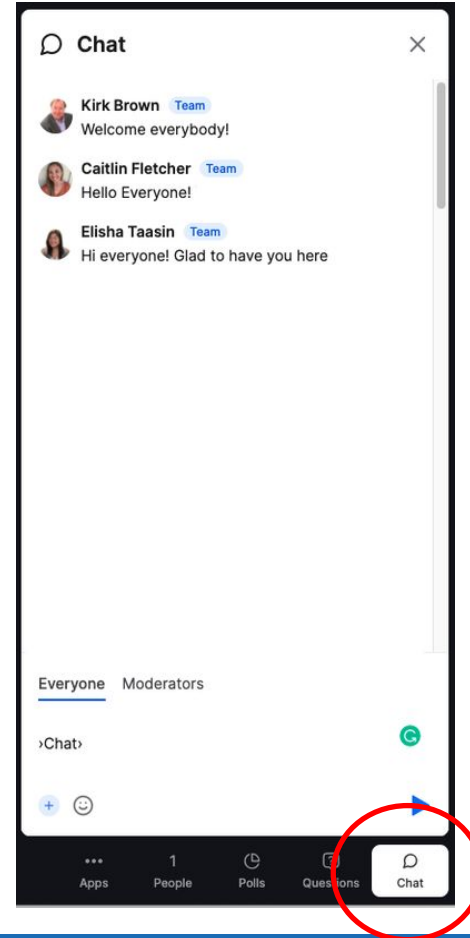 Chat
Kirk Brown Team
Welcome everybody!
Caitlin Fletcher Team
Hello Everyone!
Elisha Taasin Team
Hi everyone! Glad to have you here
Everyone Moderators
›Chat›
1
Apps People Polls Questions Chat